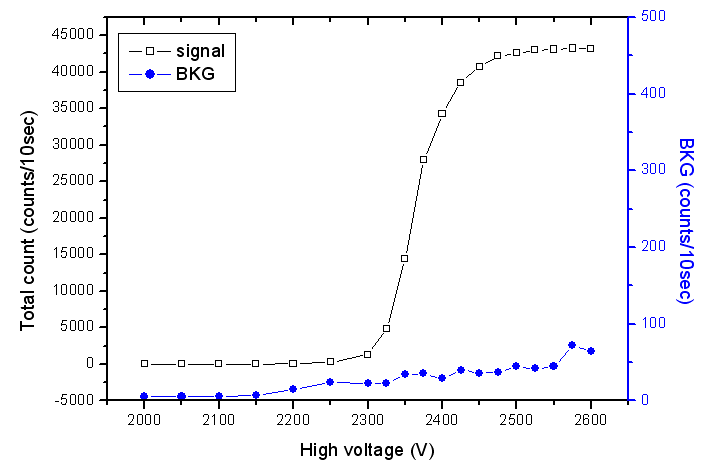 signal
BKG
45000
40000
35000
30000
25000
20000
15000
10000
5000
0
-5000
Total count (counts/10sec)
500
400
300
200
100
0
BKG (counts/10sec)
2000 2100 2200 2300 2400 2500 2600
High voltage (V)